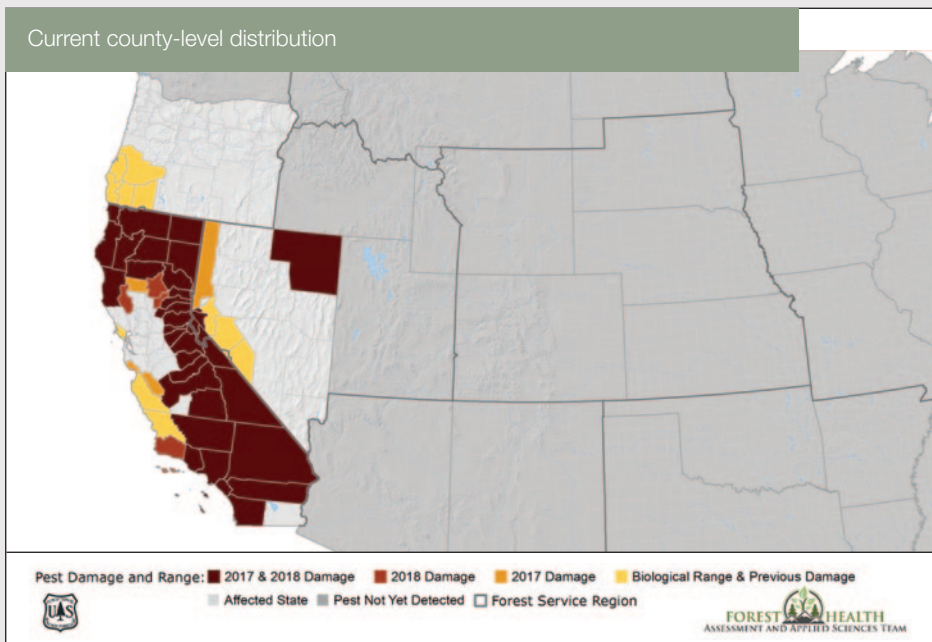 Current county-level distribution
Pest Damage and Range: 2017 & 2018 Damage 2018 Damage 2017 Damage Biological Range & Previous Damage
Affected State Pest Not Yet Detected Forest Service Region
UAS
FOREST HEALTH
ASSESSMENT AND APPLIED SCIENCES TEAM